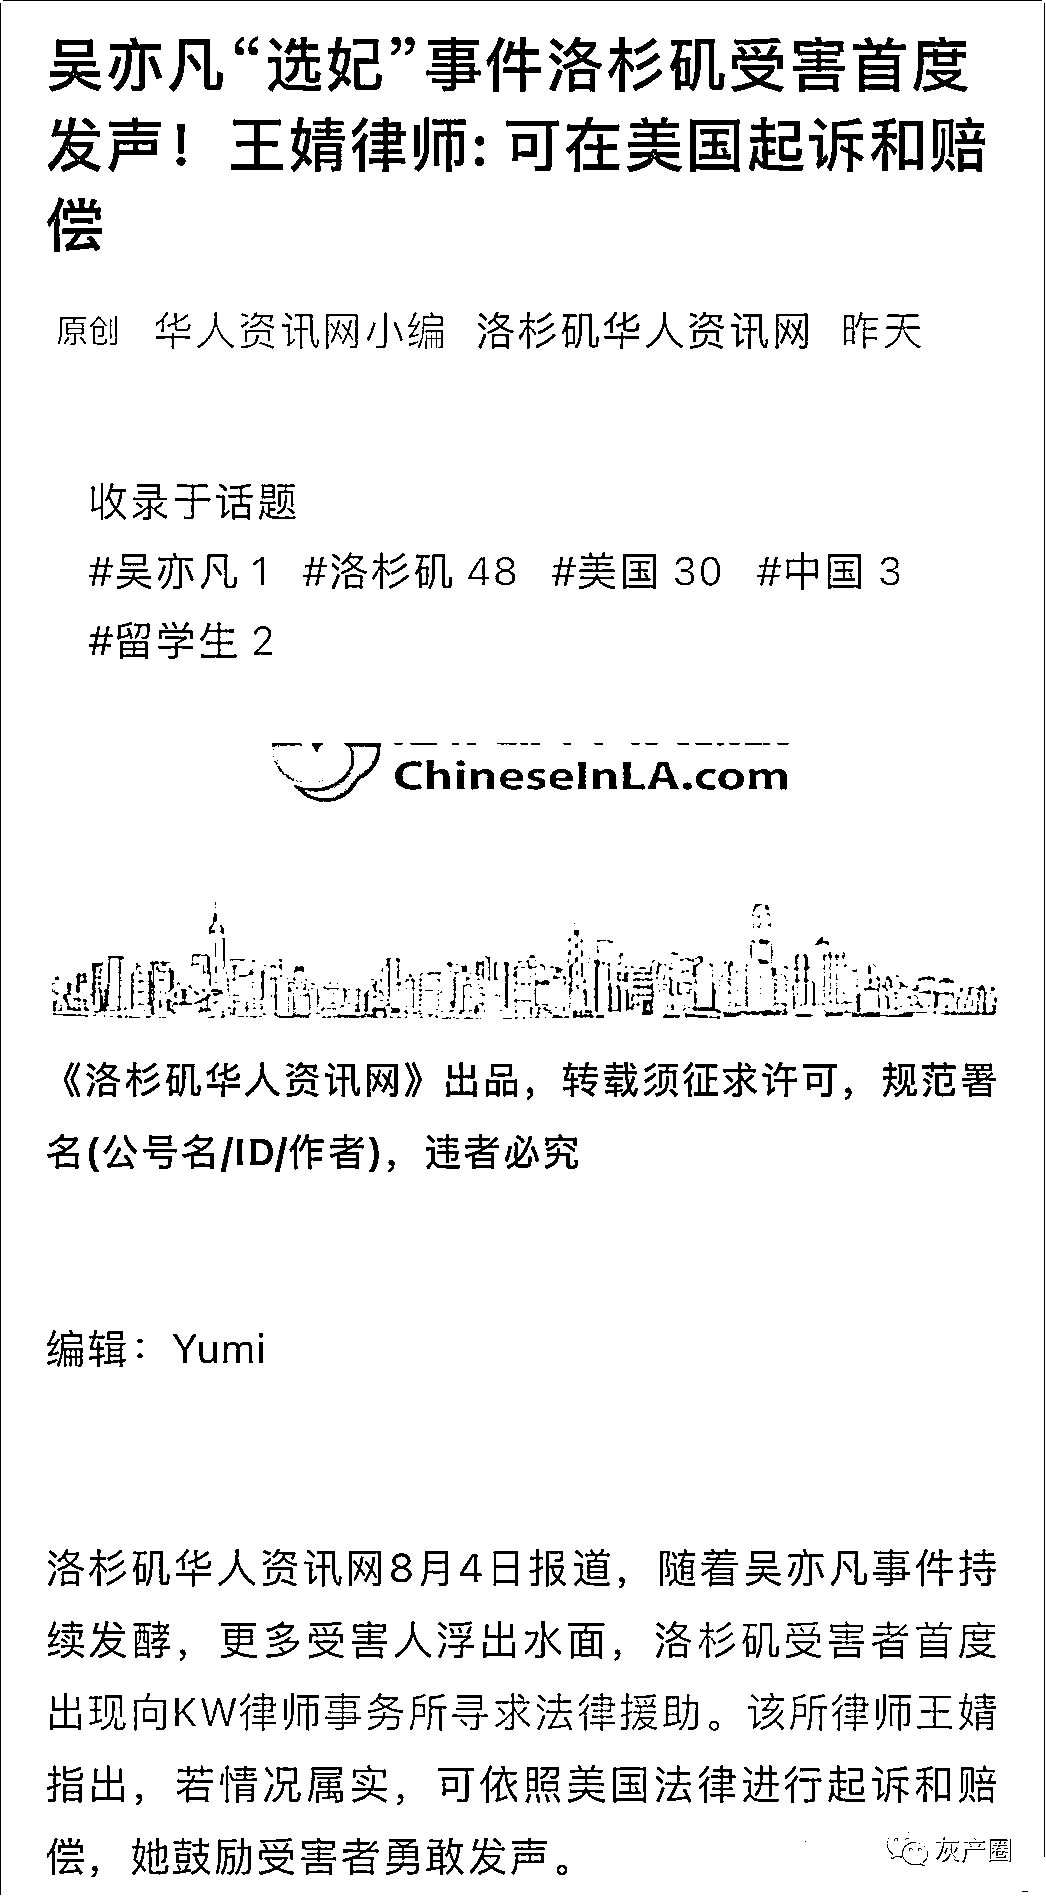 吴亦凡“选妃”事件洛杉矶受害首度
发声！王婧律师: 可在美国起诉和赔
偿
原创 华人资讯网小编 洛杉矶华人资讯网 昨天
收录于话题
#吴亦凡 1 #洛杉矶 48 #美国 30 #中国 3
#留学生 2
ChineseInLA.com
《洛杉矶华人资讯网》出品，转载须征求许可，规范署
名(公号名/ID/作者)，违者必究
编辑：Yumi
洛杉矶华人资讯网8月4日报道，随着吴亦凡事件持
续发酵，更多受害人浮出水面，洛杉矶受害者首度
出现向KW律师事务所寻求法律援助。该所律师王婧
指出，若情况属实，可依照美国法律进行起诉和赔
偿，她鼓励受害者勇敢发声。
灰产圈